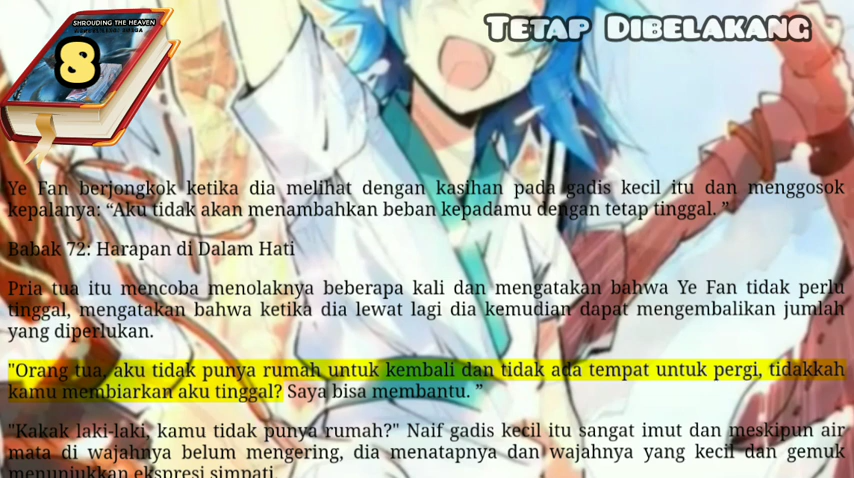 SHROUDING THE HEAVEN
8
Tetap Dibelakang
Ye Fan berjongkok ketika dia melihat dengan kasihan pada gadis kecil itu dan menggosok
kepalanya: “Aku tidak akan menambahkan beban kepadamu dengan tetap tinggal. ”
Babak 72: Harapan di Dalam Hati
Pria tua itu mencoba menolaknya beberapa kali dan mengatakan bahwa Ye Fan tidak perlu
tinggal, mengatakan bahwa ketika dia lewat lagi dia kemudian dapat mengembalikan jumlah
yang diperlukan.
"Orang tua, aku tidak punya rumah untuk kembali dan tidak ada tempat untuk pergi, tidakkah
kamu membiarkan aku tinggal? Saya bisa membantu. ”
"Kakak laki-laki, kamu tidak punya rumah?" Naif gadis kecil itu sangat imut dan meskipun air
mata di wajahnya belum mengering, dia menatapnya dan wajahnya yang kecil dan gemuk
menunjukkan ekspresi simpati.